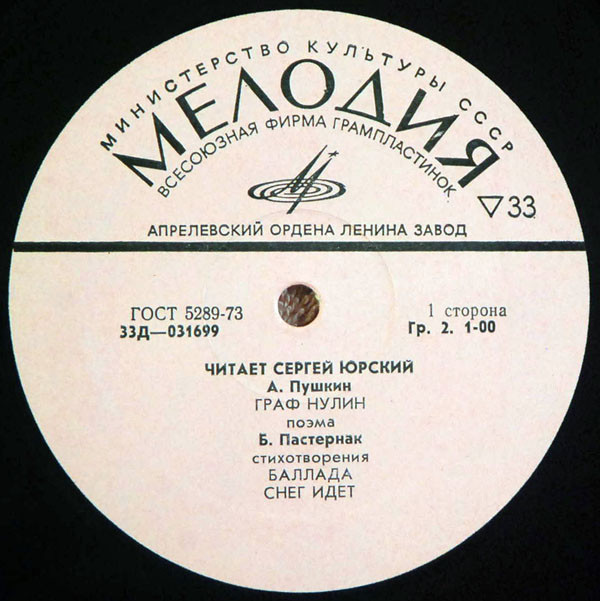 МИНИСТЕРСТВО КУЛЬТУРЫ СССР
МЕЛОДИЯ
ВСЕСОЮЗНАЯ ФИРМА ГРАМПЛАСТИНОК
▽33
АПРЕЛЕВСКИЙ ОРДЕНА ЛЕНИНА ЗАВОД
ГОСТ 5289-73
33Д—031699
1 сторона
Гр. 2. 1-00
ЧИТАЕТ СЕРГЕЙ ЮРСКИЙ
А. Пушкин
ГРАФ НУЛИН
поэма
Б. Пастернак
стихотворения
БАЛЛАДА
СНЕГ ИДЕТ